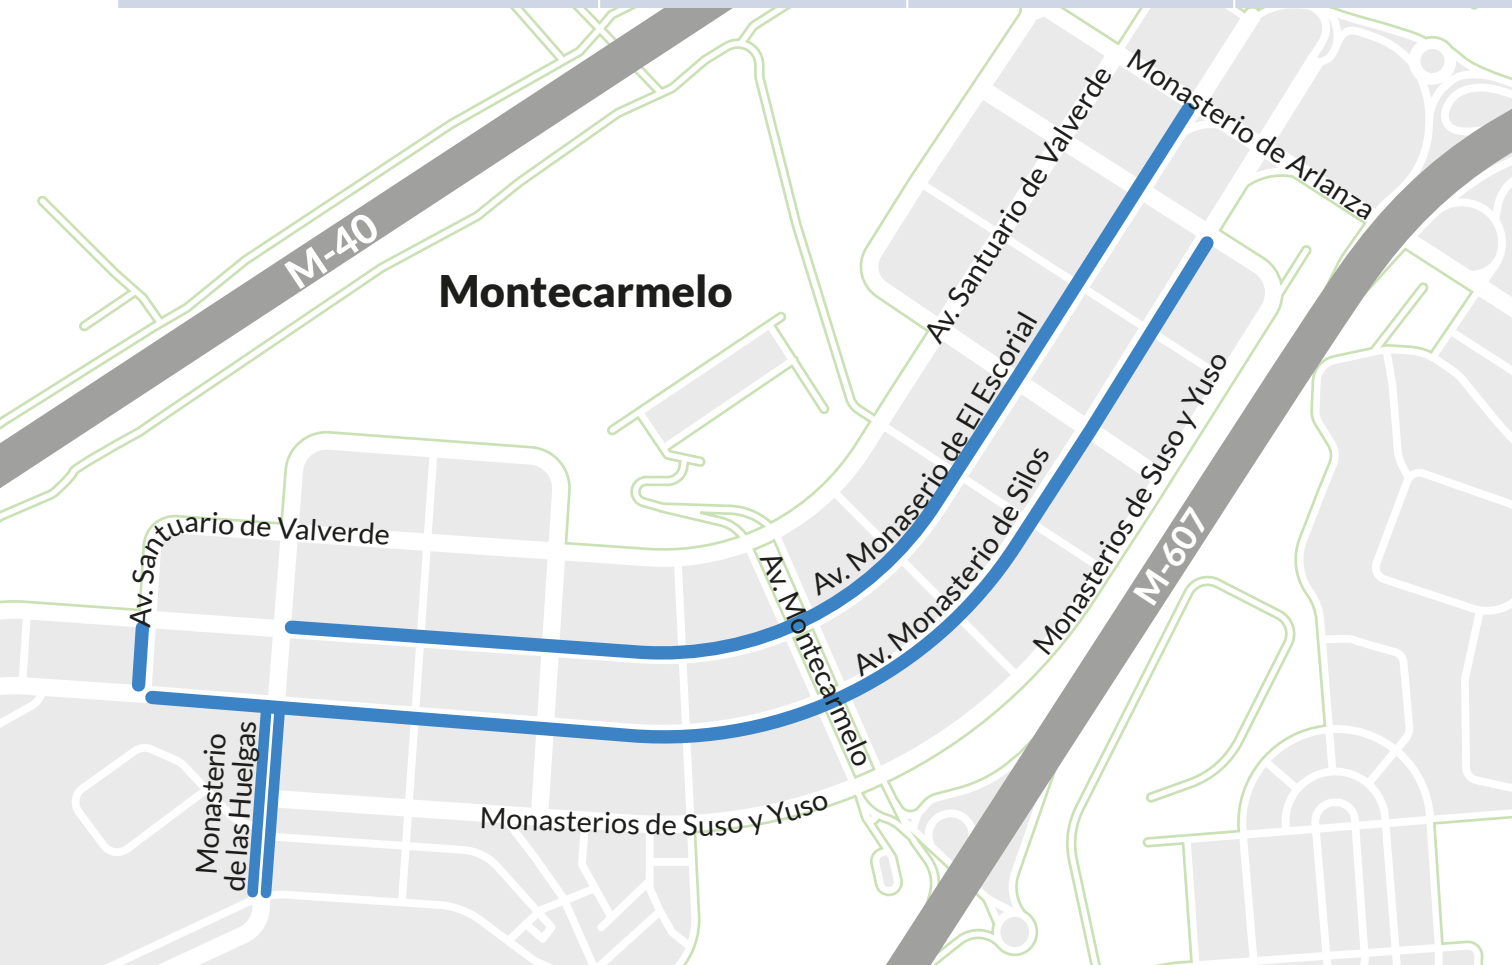 Monasterio de Arlanza
Av. Santuario de Valverde
M-40
Montecarmelo
Av. Monaserio de El Escorial
Monasterios de Suso y Yuso
Av. Monasterio de Silos
M-607
Av. Santuario de Valverde
Av. Montecarmelo
Monasterio
de las Huelgas
Monasterios de Suso y Yuso